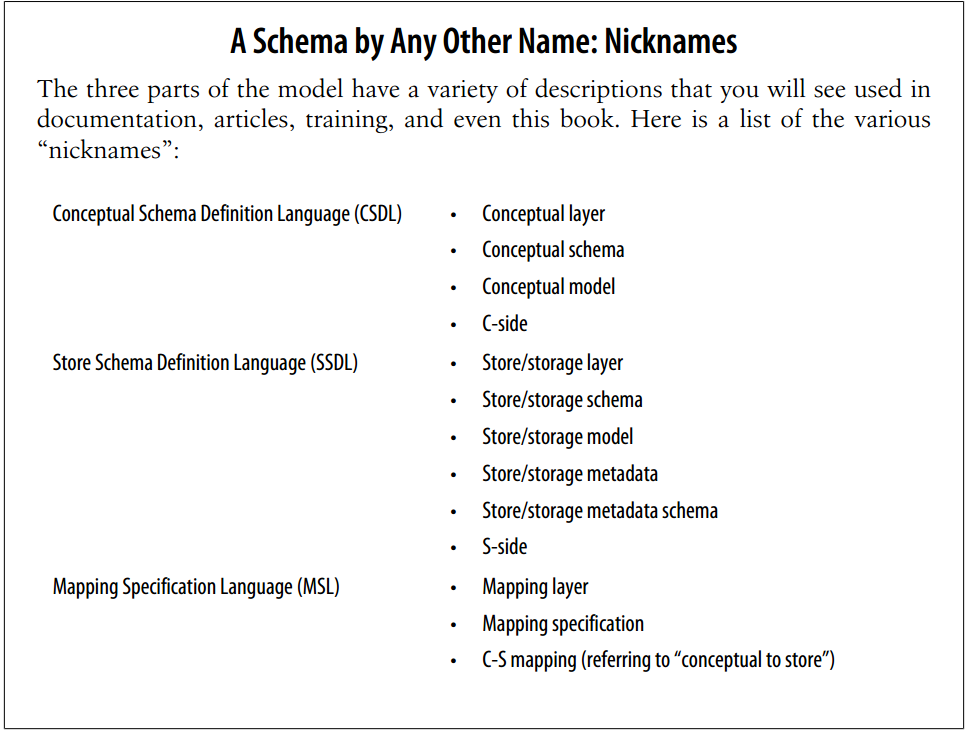 A Schema by Any Other Name: Nicknames
The three parts of the model have a variety of descriptions that you will see used in
documentation, articles, training, and even this book. Here is a list of the various
“nicknames”:
Conceptual Schema Definition Language (CSDL) • Conceptual layer
• Conceptual schema
• Conceptual model
• C-side
Store Schema Definition Language (SSDL) • Store/storage layer
• Store/storage schema
• Store/storage model
• Store/storage metadata
• Store/storage metadata schema
• S-side
Mapping Specification Language (MSL) • Mapping layer
• Mapping specification
• C-S mapping (referring to “conceptual to store”)